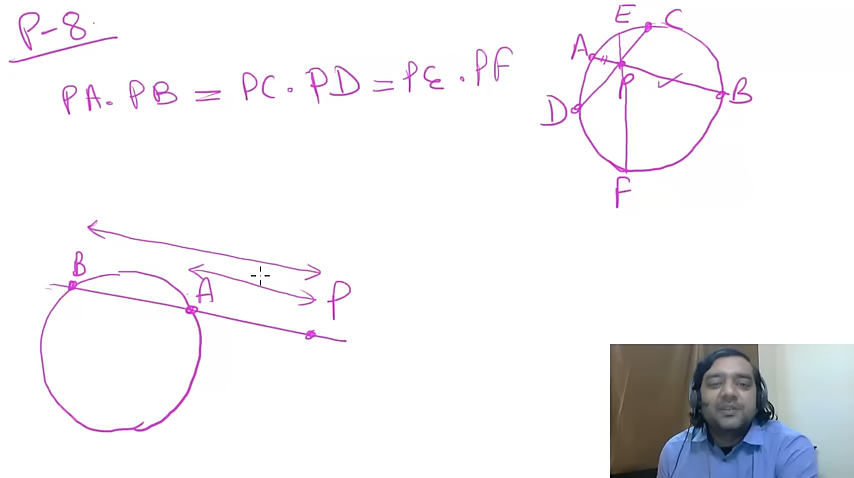 P-8.
PA. PB = PC. PD = PE. PF
E C
A
P
B
D
F
B
A
P